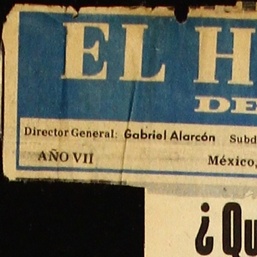 EL H
DE
Director General: Gabriel Alarcón Subd
AÑO VII México,
¿Qu